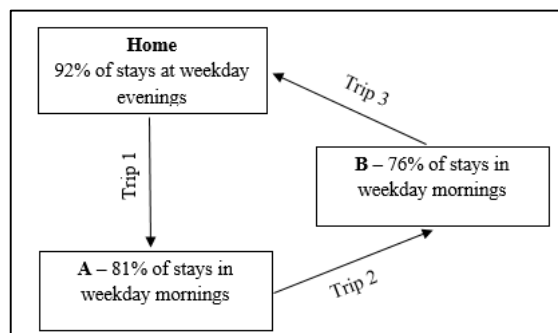 Home
92% of stays at weekday
evenings
Trip 3
Trip 1
B – 76% of stays in
weekday mornings
A – 81% of stays in
weekday mornings
Trip 2